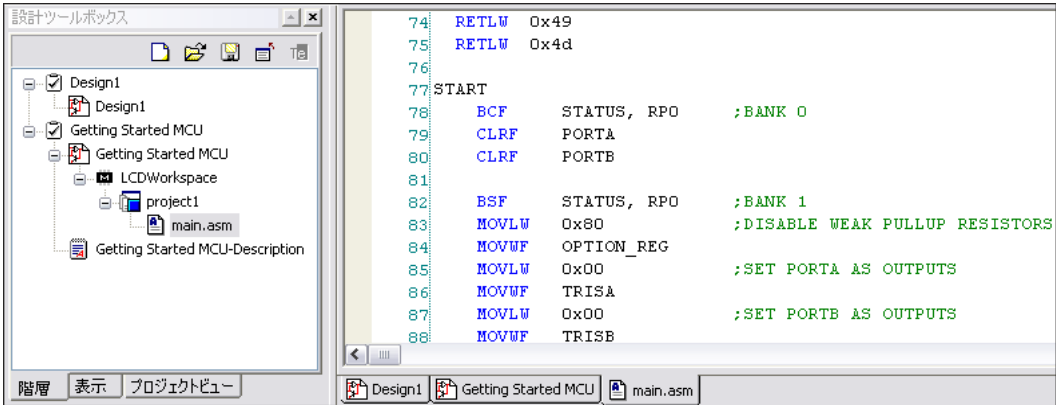 設計ツールボックス
Design1
Design1
Getting Started MCU
Getting Started MCU
LCDWorkspace
project1
main.asm
Getting Started MCU-Description
階層 表示 プロジェクトビュー
74 RETLW 0x49
75 RETLW 0x4d
76
77 START
78 BCF STATUS, RP0 ;BANK 0
79 CLRF PORTA
80 CLRF PORTB
81
82 BSF STATUS, RP0 ;BANK 1
83 MOVLW 0x80 ;DISABLE WEAK PULLUP RESISTORS
84 MOVWF OPTION_REG
85 MOVLW 0x00 ;SET PORTA AS OUTPUTS
86 MOVWF TRISA
87 MOVLW 0x00 ;SET PORTB AS OUTPUTS
88 MOVWF TRISB
Design1 Getting Started MCU main.asm